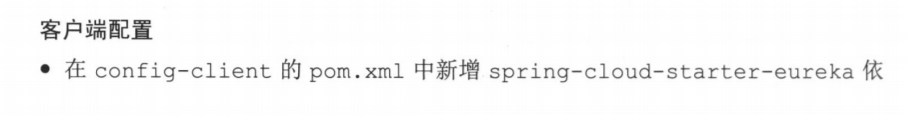 客户端配置
• 在 config-client 的 pom.xml 中新增 spring-cloud-starter-eureka 依